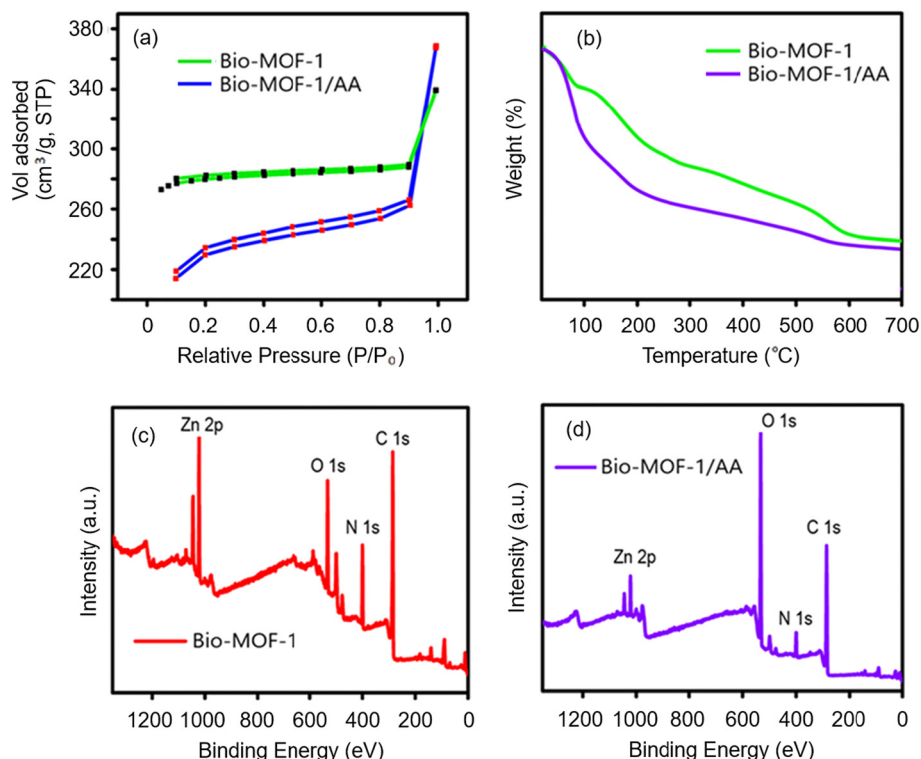 (a)
Bio-MOF-1
Bio-MOF-1/AA
380
340
300
260
220
Vol adsorbed
(cm³/g, STP)
0 0.2 0.4 0.6 0.8 1.0
Relative Pressure (P/P₀)
(b)
Bio-MOF-1
Bio-MOF-1/AA
Weight (%)
100 200 300 400 500 600 700
Temperature (°C)
(c)
Zn 2p
O 1s
N 1s
C 1s
Bio-MOF-1
Intensity (a.u.)
1200 1000 800 600 400 200 0
Binding Energy (eV)
(d)
O 1s
Bio-MOF-1/AA
C 1s
Zn 2p
N 1s
Intensity (a.u.)
1200 1000 800 600 400 200 0
Binding Energy (eV)